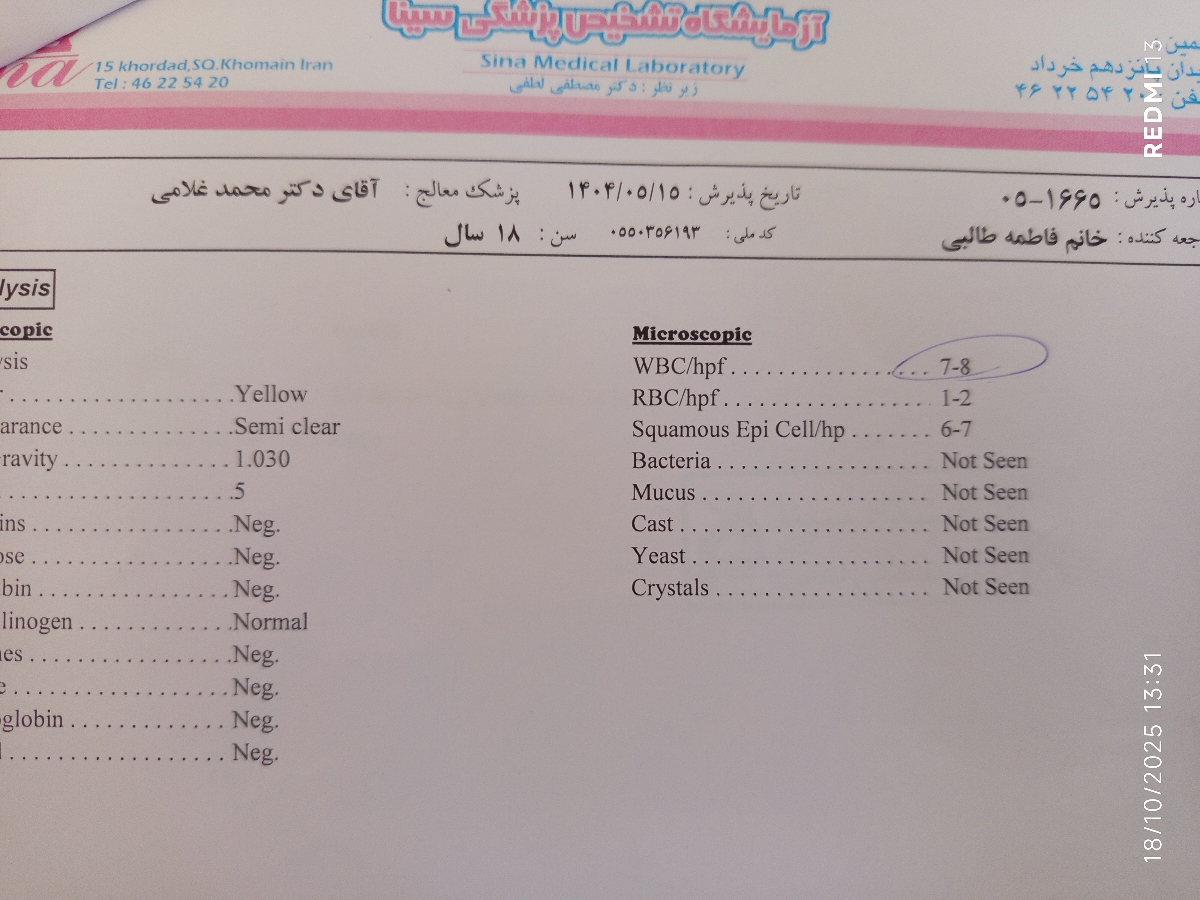 آزمایشگاه تشخیص پزشکی سینا
Sina Medical Laboratory
زیر نظر : دکتر مصطفی لطفی
15 khordad,SQ.Khomain Iran
Tel : 46 22 54 20
پانزدهم خرداد
۴۶ ۲۲ ۵۴ ۲۰
پذیرش : ۰۵-۱۶۶۵ تاریخ پذیرش : ۱۴۰۴/۰۵/۱۵ پزشک معالج : آقای دکتر محمد غلامی
کننده : خانم فاطمه طالبی کد ملی : ۰۵۵۰۳۵۶۱۹۳ سن : ۱۸ سال
lysis
copic
ysis
. . . . . . . . . . . . . . . . . .Yellow
arance . . . . . . . . . . . . . .Semi clear
ravity . . . . . . . . . . . . . .1.030
. . . . . . . . . . . . . . . . . .5
ins . . . . . . . . . . . . . . . . .Neg.
ose . . . . . . . . . . . . . . . . .Neg.
bin . . . . . . . . . . . . . . . . .Neg.
linogen . . . . . . . . . . . . .Normal
nes . . . . . . . . . . . . . . . . .Neg.
e . . . . . . . . . . . . . . . . . . Neg.
oglobin . . . . . . . . . . . . . Neg.
. . . . . . . . . . . . . . . . . . Neg.
Microscopic
WBC/hpf . . . . . . . . . . . . . . . . . 7-8
RBC/hpf . . . . . . . . . . . . . . . . . 1-2
Squamous Epi Cell/hp . . . . . . . 6-7
Bacteria . . . . . . . . . . . . . . . . . . Not Seen
Mucus . . . . . . . . . . . . . . . . . . . Not Seen
Cast . . . . . . . . . . . . . . . . . . . . . Not Seen
Yeast . . . . . . . . . . . . . . . . . . . . Not Seen
Crystals . . . . . . . . . . . . . . . . . . Not Seen
REDMI 13
18/10/2025 13:31